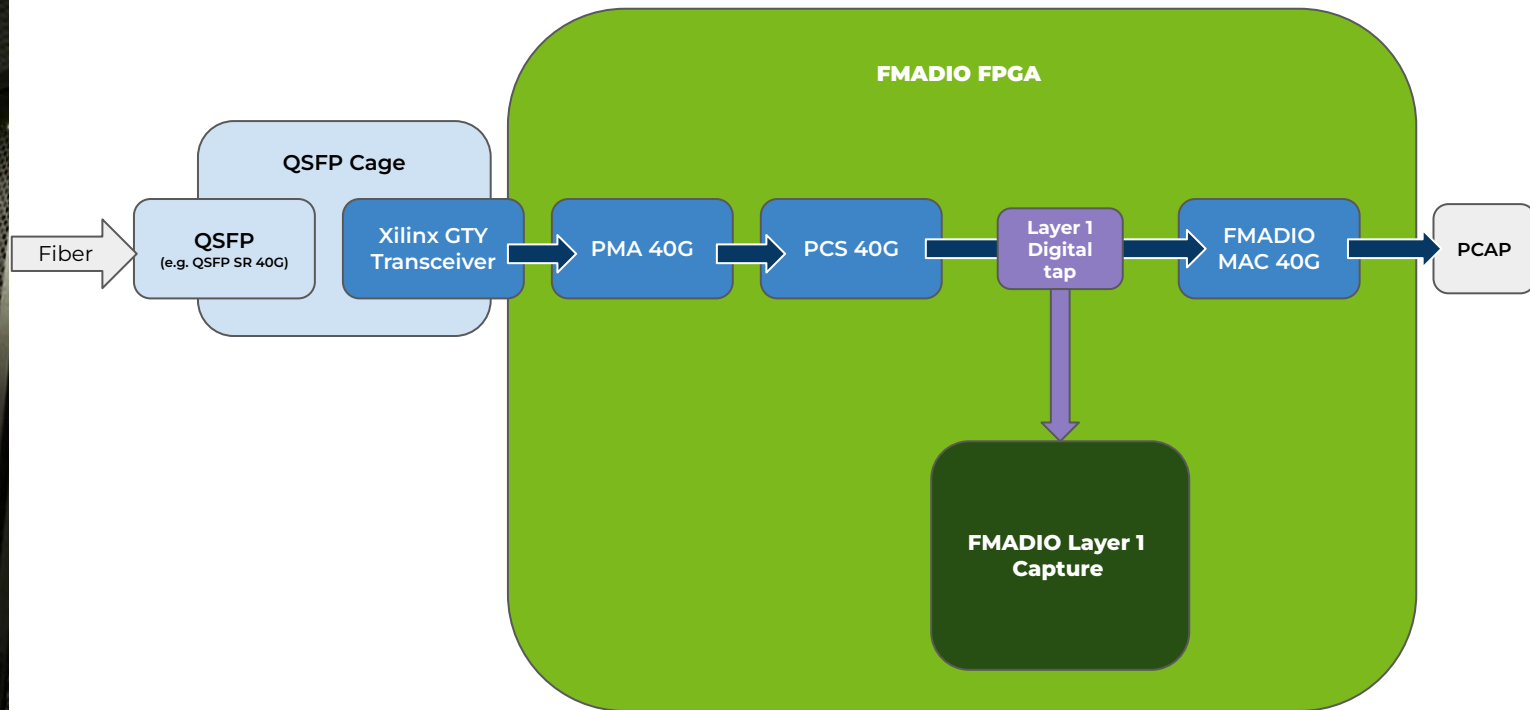 FMADIO FPGA
QSFP Cage
Fiber
QSFP
(e.g. QSFP SR 40G)
Xilinx GTY
Transceiver
PMA 40G
PCS 40G
Layer 1
Digital
tap
FMADIO
MAC 40G
PCAP
FMADIO Layer 1
Capture